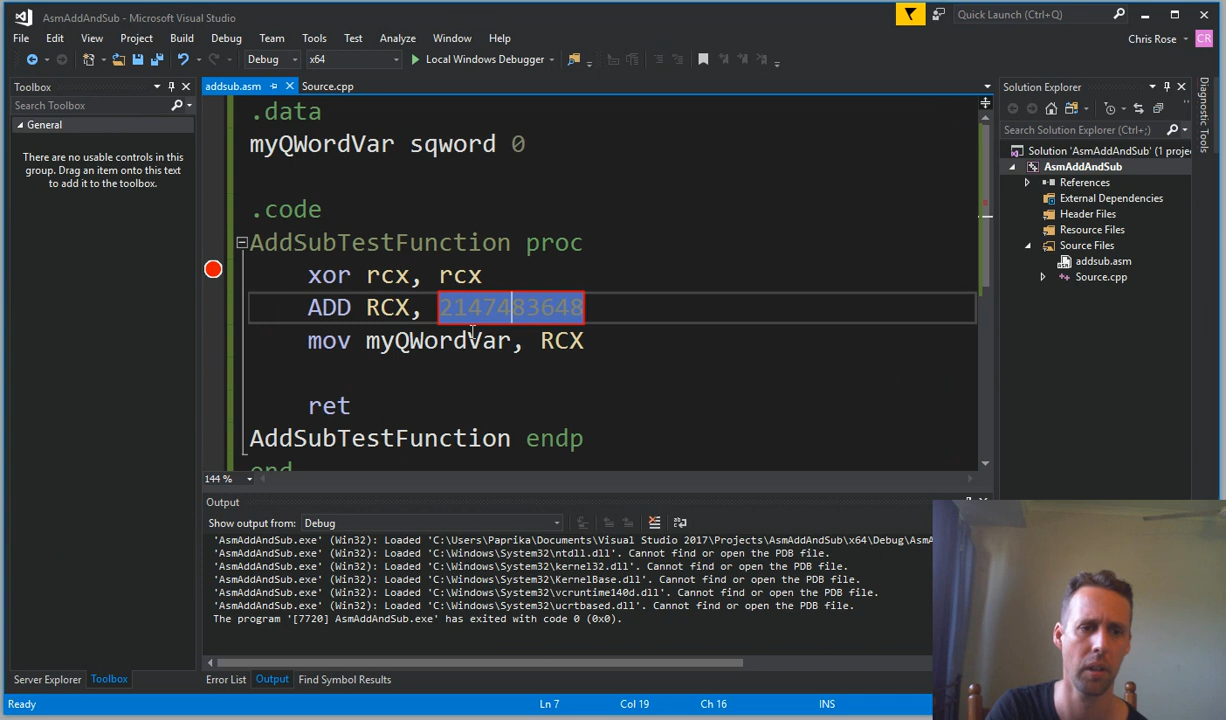 AsmAddAndSub - Microsoft Visual Studio
Quick Launch (Ctrl+Q)
File Edit View Project Build Debug Team Tools Test Analyze Window Help
Chris Rose CR
Debug x64 Local Windows Debugger
Toolbox
Search Toolbox
General
There are no usable controls in this
group. Drag an item onto this text
to add it to the toolbox.
Server Explorer Toolbox
addsub.asm Source.cpp
.data
myQWordVar sqword 0
.code
AddSubTestFunction proc
xor rcx, rcx
ADD RCX, 2147483648
mov myQWordVar, RCX
ret
AddSubTestFunction endp
end
144 %
Output
Show output from: Debug
'AsmAddAndSub.exe' (Win32): Loaded 'C:\Users\Paprika\Documents\Visual Studio 2017\Projects\AsmAddAndSub\x64\Debug\AsmA
'AsmAddAndSub.exe' (Win32): Loaded 'C:\Windows\System32\ntdll.dll'. Cannot find or open the PDB file.
'AsmAddAndSub.exe' (Win32): Loaded 'C:\Windows\System32\kernel32.dll'. Cannot find or open the PDB file.
'AsmAddAndSub.exe' (Win32): Loaded 'C:\Windows\System32\KernelBase.dll'. Cannot find or open the PDB file.
'AsmAddAndSub.exe' (Win32): Loaded 'C:\Windows\System32\vcruntime140d.dll'. Cannot find or open the PDB file.
'AsmAddAndSub.exe' (Win32): Loaded 'C:\Windows\System32\ucrtbased.dll'. Cannot find or open the PDB file.
The program '[7720] AsmAddAndSub.exe' has exited with code 0 (0x0).
Error List Output Find Symbol Results
Solution Explorer
Search Solution Explorer (Ctrl+;)
Solution 'AsmAddAndSub' (1 proje
AsmAddAndSub
References
External Dependencies
Header Files
Resource Files
Source Files
addsub.asm
Source.cpp
Diagnostic Tools
Ready Ln 7 Col 19 Ch 16 INS